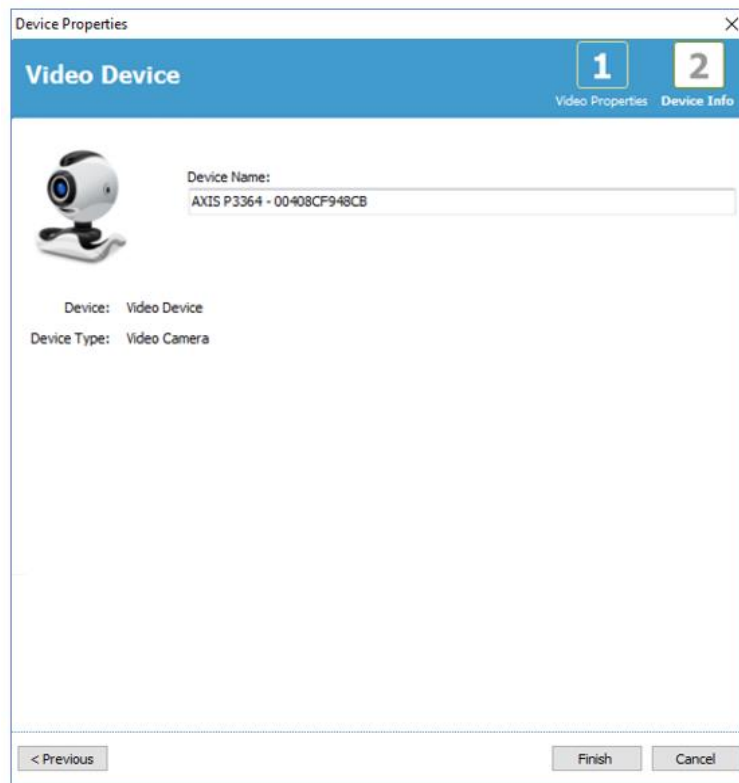 Device Properties
Video Device
1
Video Properties
2
Device Info
Device Name:
AXIS P3364 - 00408CF948CB
Device: Video Device
Device Type: Video Camera
< Previous
Finish
Cancel